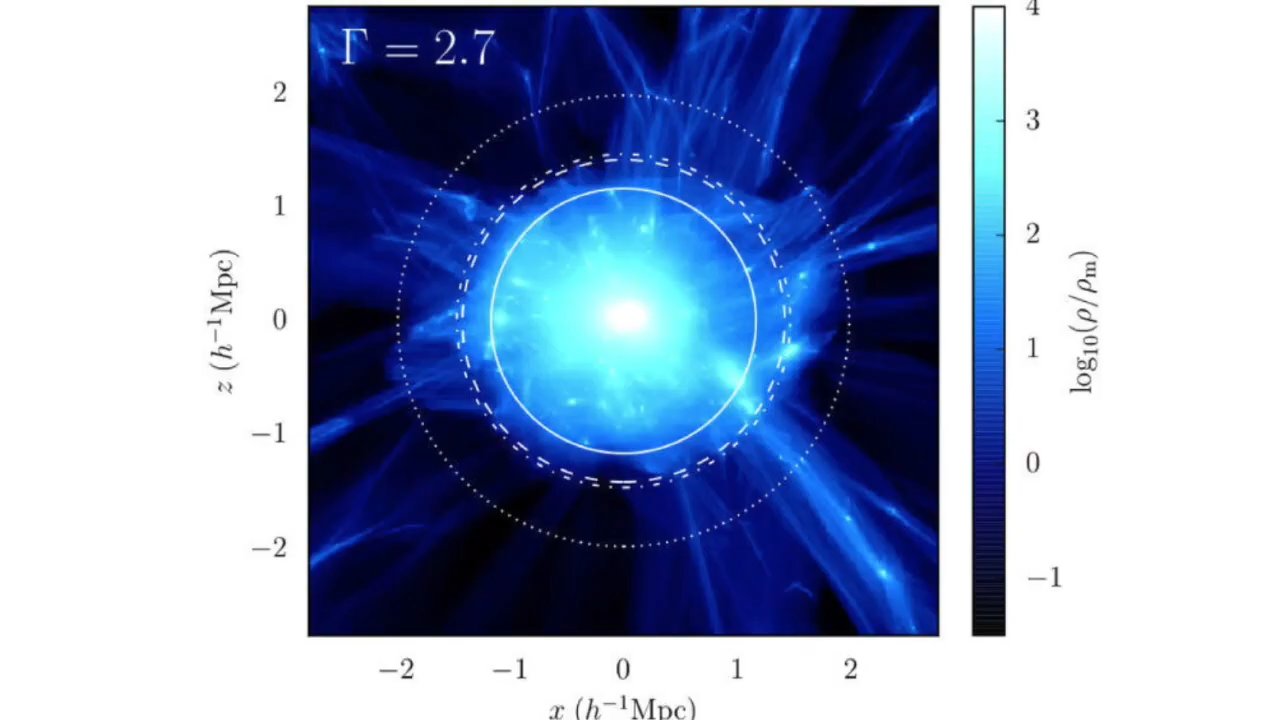 Γ = 2.7
2
1
0
−1
−2
z (h⁻¹Mpc)
−2 −1 0 1 2
x (h⁻¹Mpc)
4
3
2
1
0
−1
log₁₀(ρ/ρₘ)